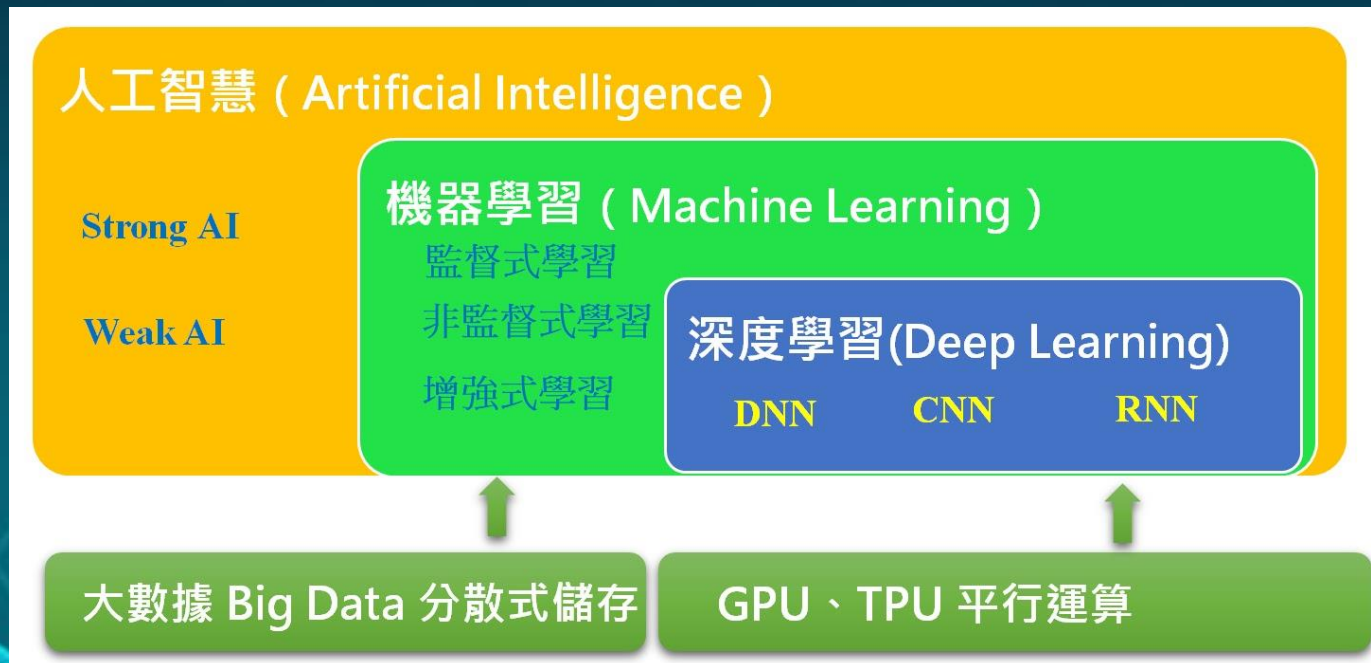 人工智慧 ( Artificial Intelligence )
Strong AI
Weak AI
機器學習 ( Machine Learning )
監督式學習
非監督式學習
增強式學習
深度學習(Deep Learning)
DNN CNN RNN
大數據 Big Data 分散式儲存
GPU、TPU 平行運算